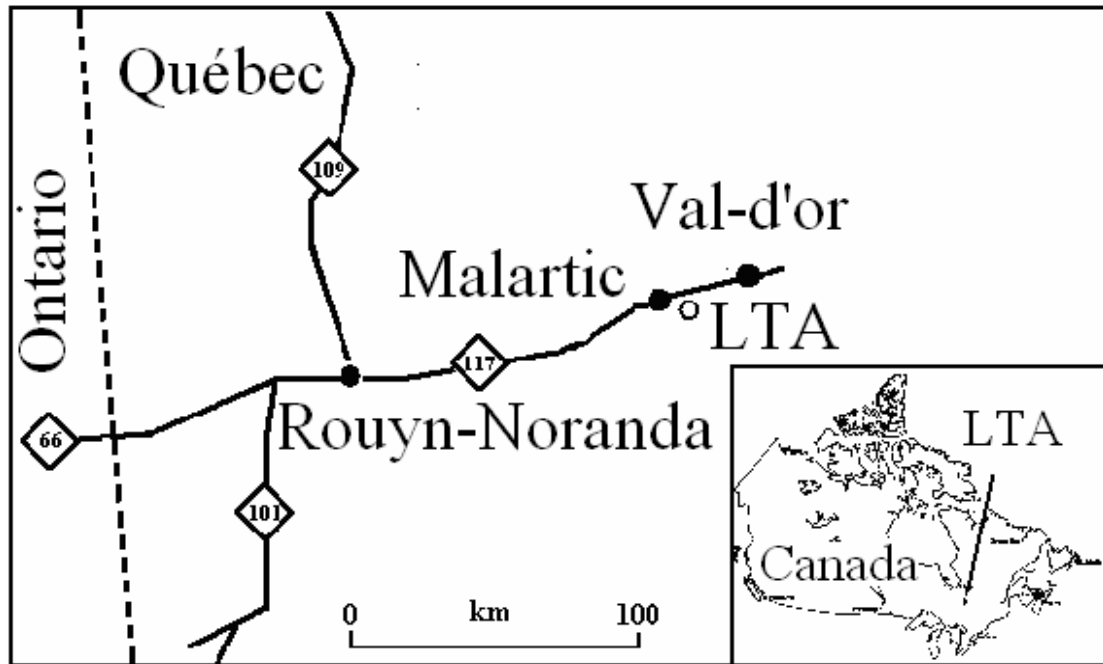 Québec
Ontario
109
Val-d'or
Malartic
LTA
117
66
Rouyn-Noranda
101
0 km 100
LTA
Canada